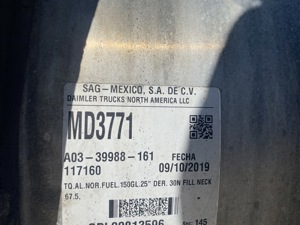 SAG-MEXICO, S.A. DE C.V.
DAIMLER TRUCKS NORTH AMERICA LLC
MD3771
A03-39988-161 FECHA
117160 09/10/2019
TQ.AL.NOR.FUEL.150GL.25" DER. 30N FILL NECK
67.5.
145